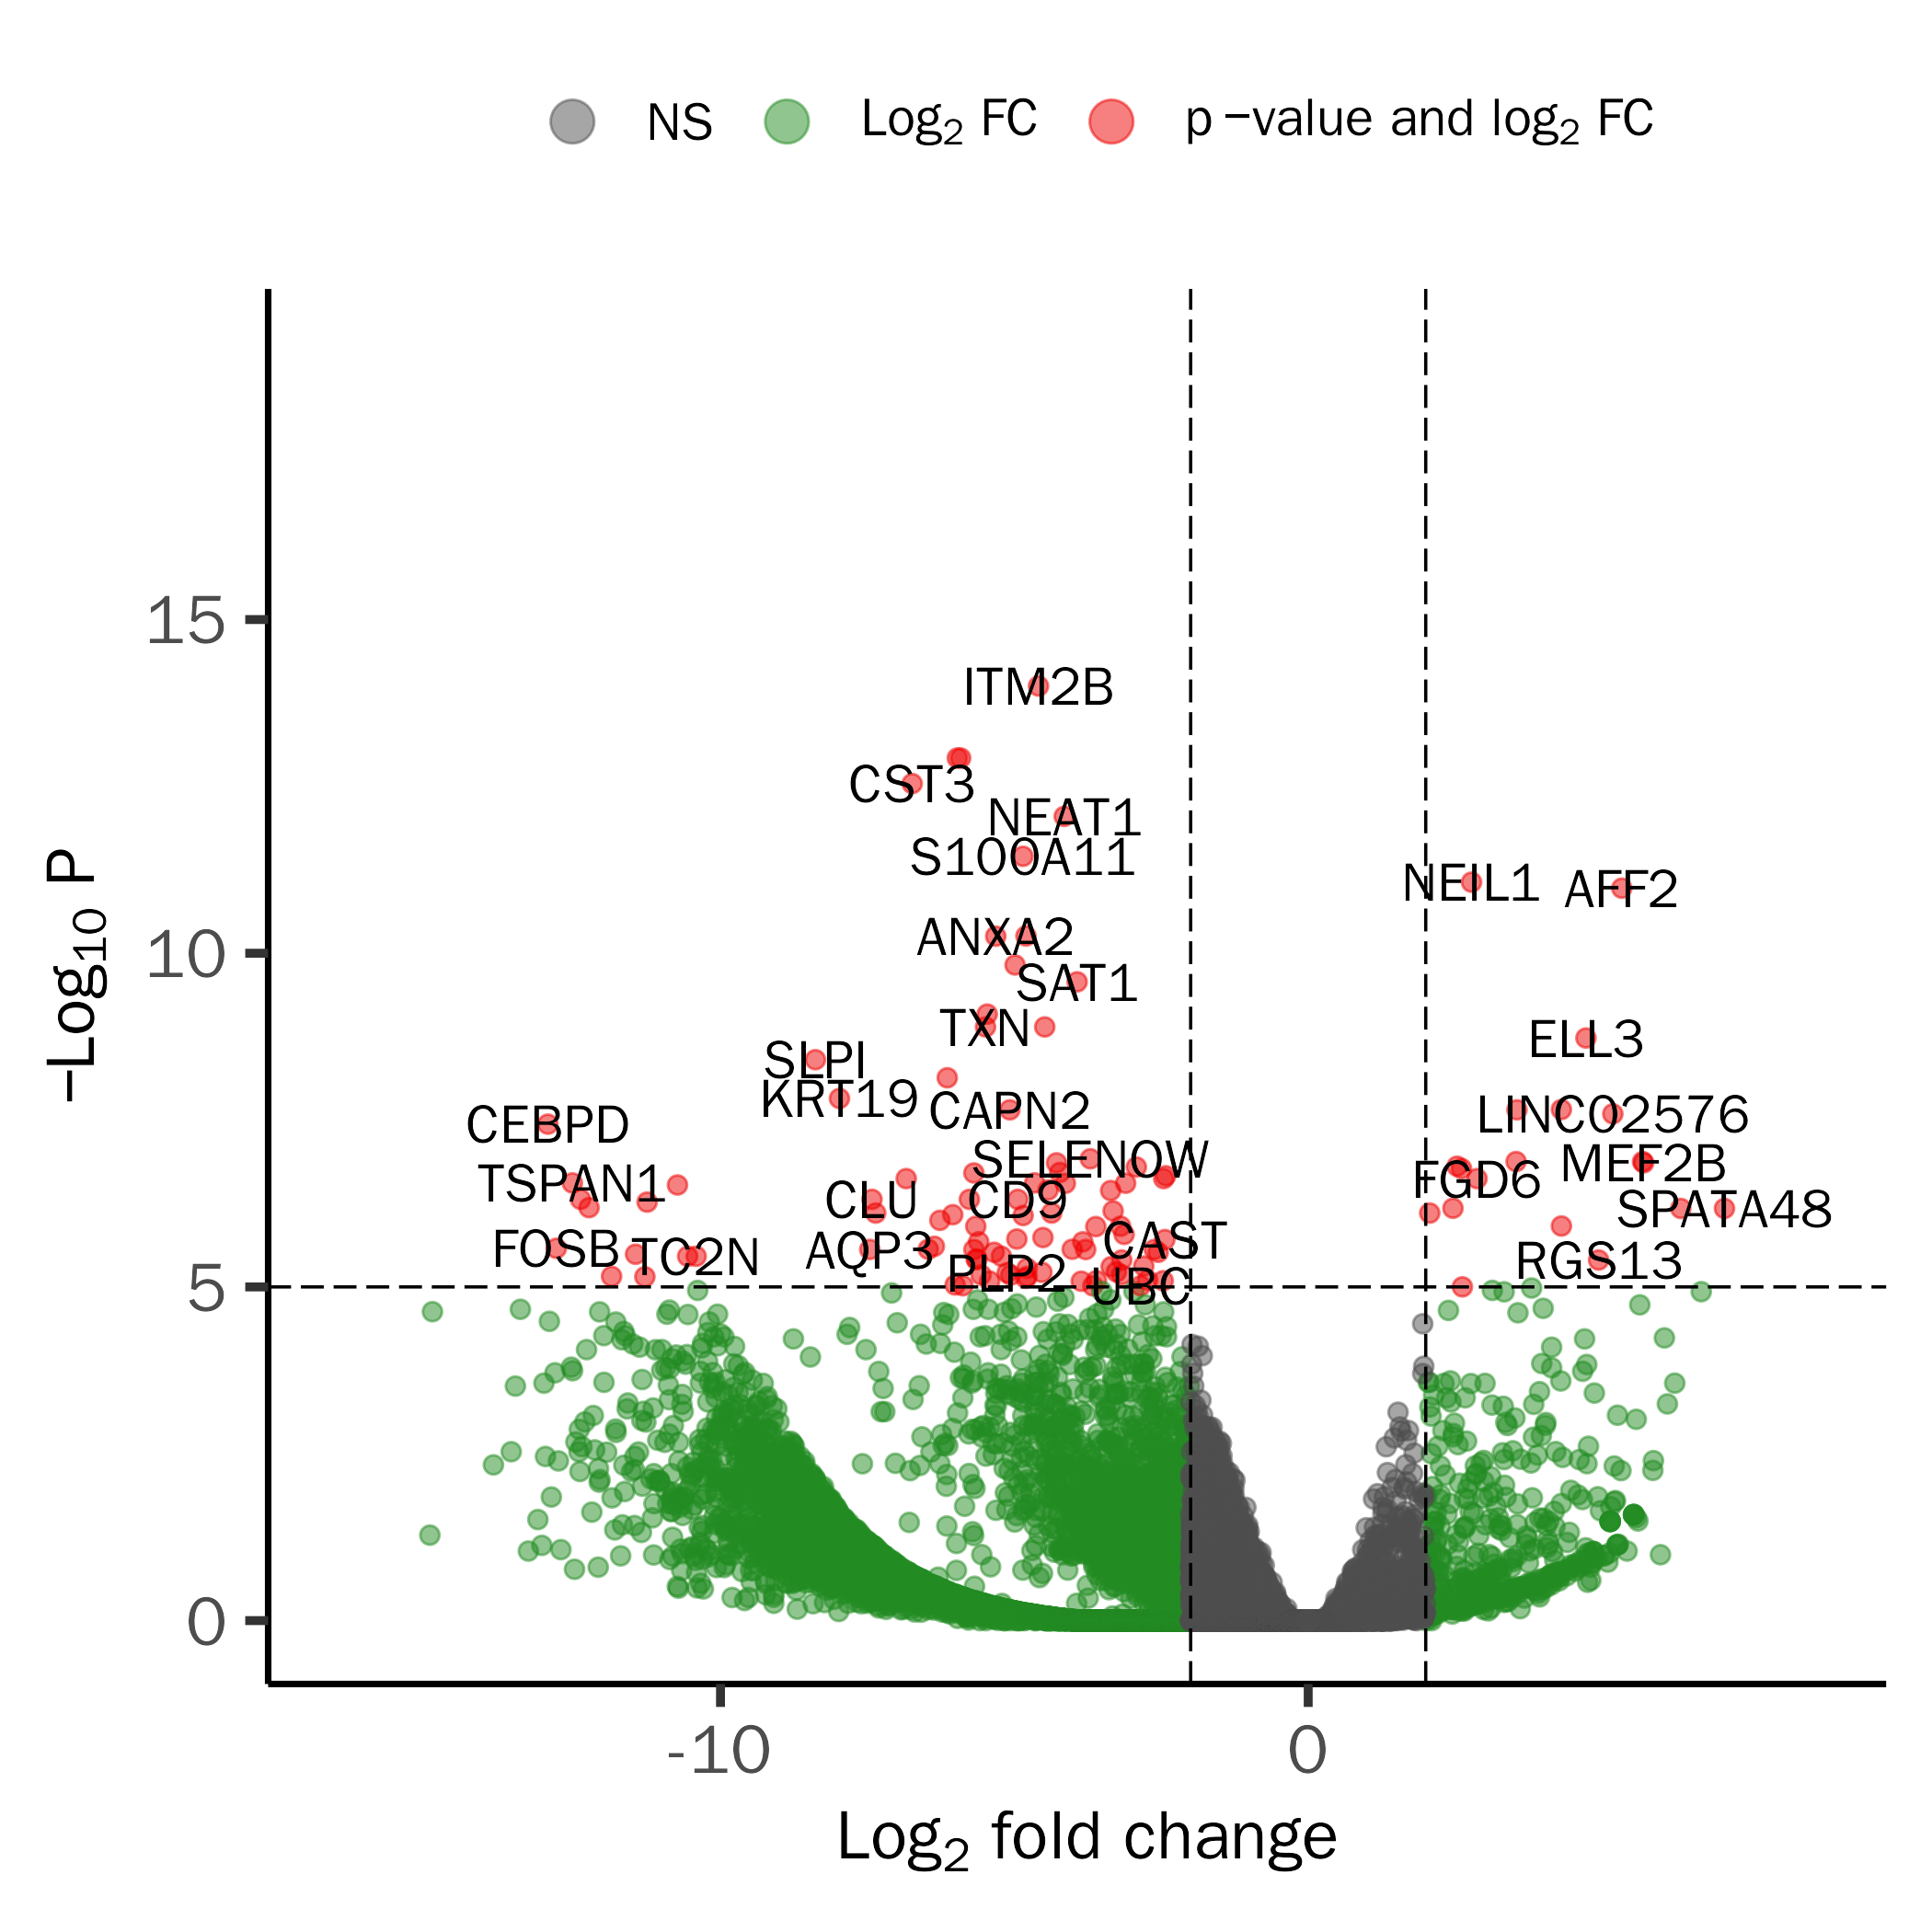 NS Log₂ FC p −value and log₂ FC
15
ITM2B
CST3
NEAT1
S100A11
NEIL1 AFF2
ANXA2
10
SAT1
TXN
ELL3
SLPI
KRT19 CAPN2
LINC02576
CEBPD
SELENOW
MEF2B
TSPAN1
FGD6
CLU CD9
SPATA48
CAST
FOSB TC2N AQP3
RGS13
PLP2
UBC
5
0
−Log₁₀ P
-10 0
Log₂ fold change